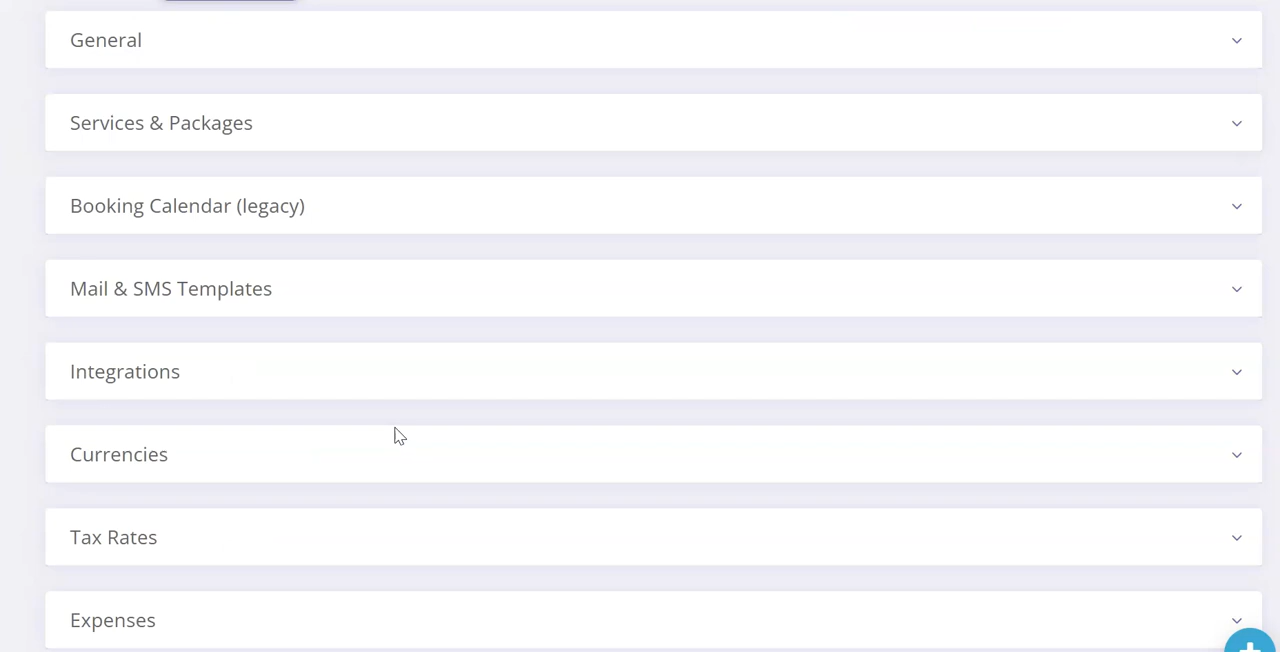 General
Services & Packages
Booking Calendar (legacy)
Mail & SMS Templates
Integrations
Currencies
Tax Rates
Expenses